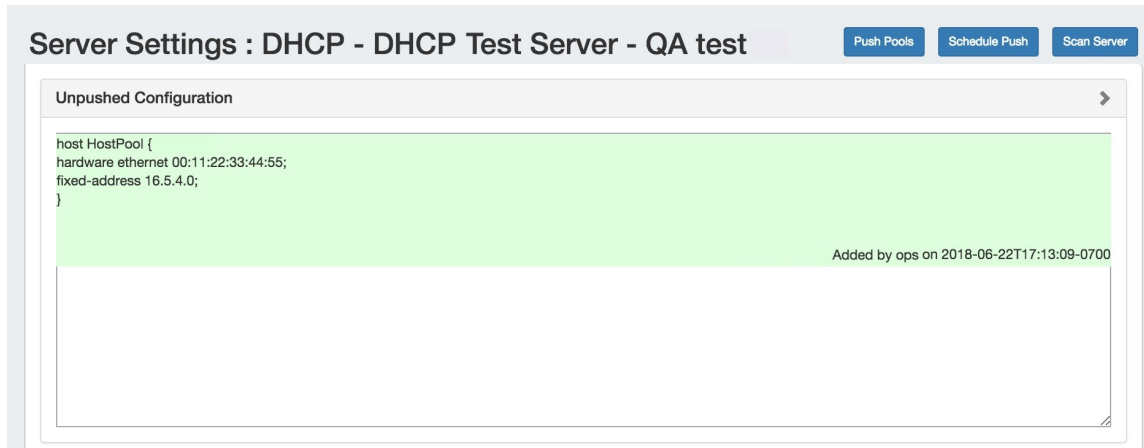 Server Settings : DHCP - DHCP Test Server - QA test
Push Pools
Schedule Push
Scan Server
Unpushed Configuration
host HostPool {
hardware ethernet 00:11:22:33:44:55;
fixed-address 16.5.4.0;
}
Added by ops on 2018-06-22T17:13:09-0700